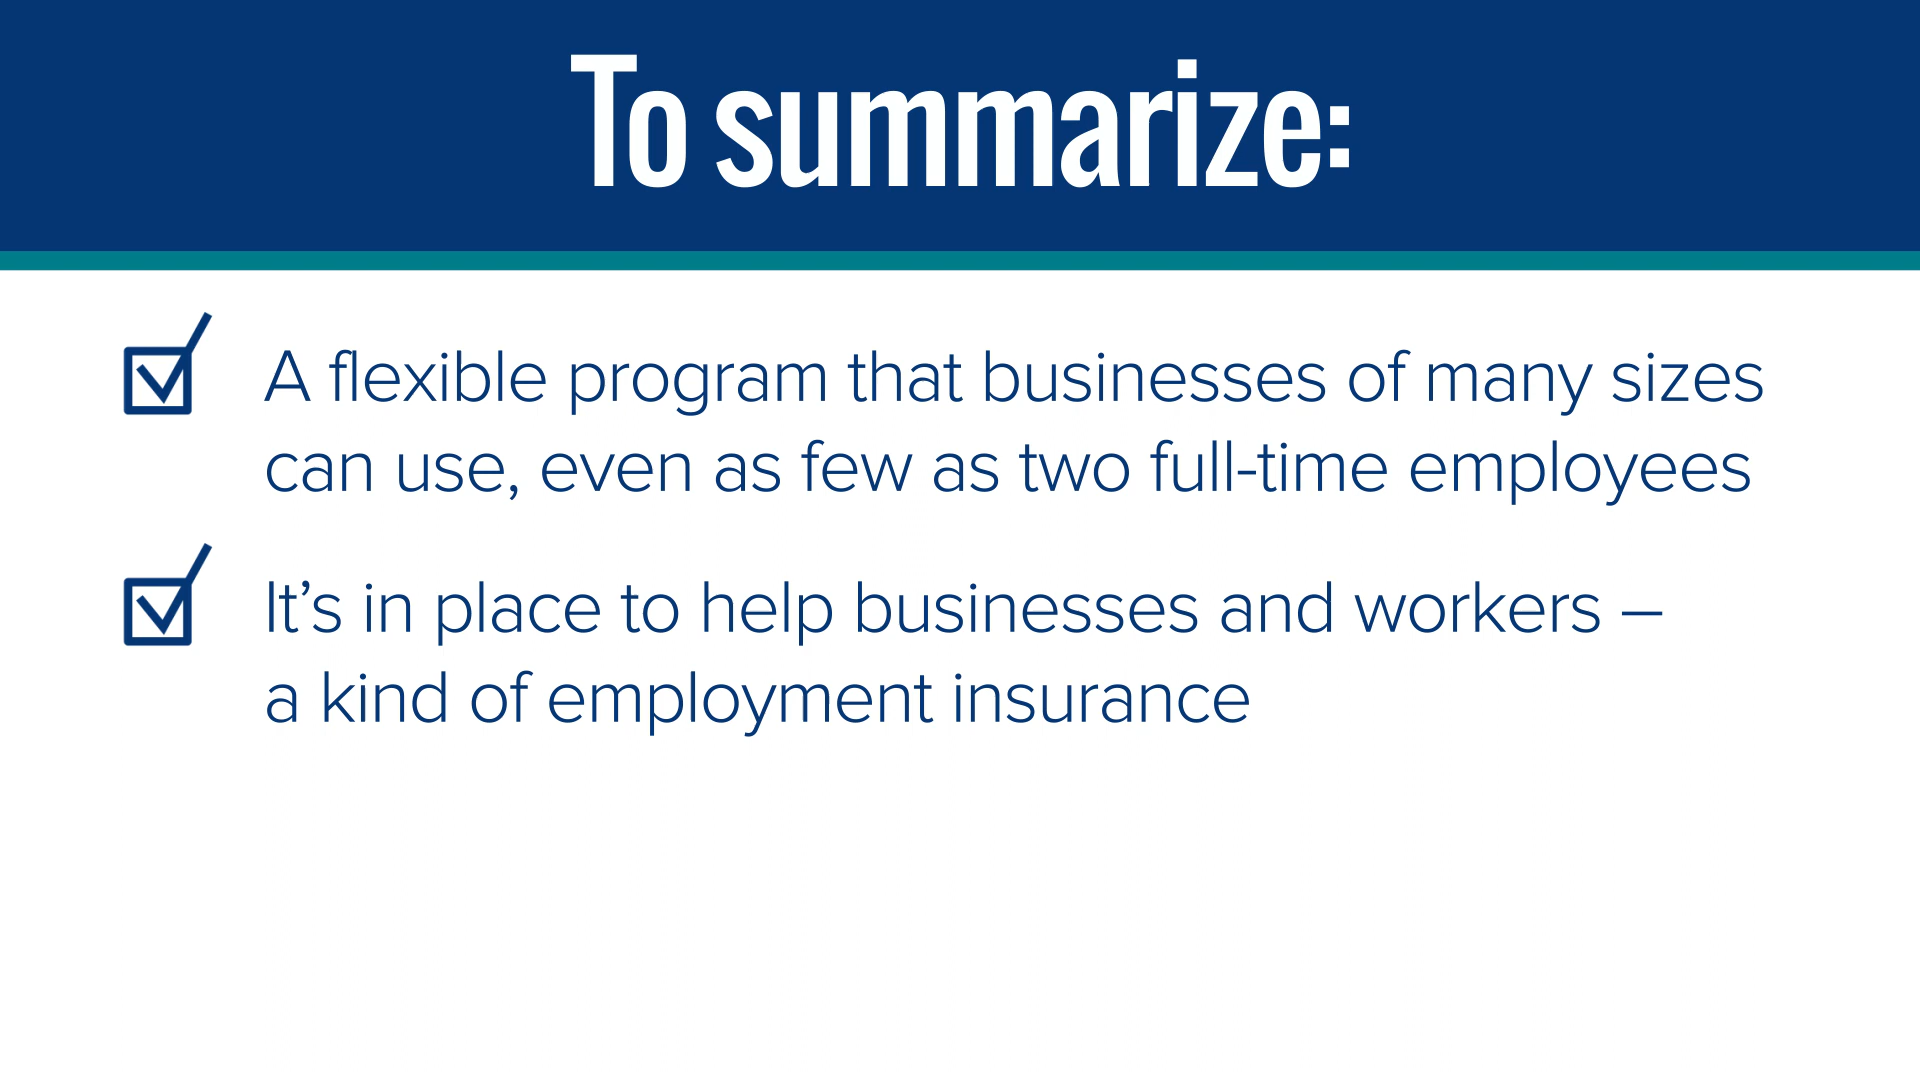 To summarize:
A flexible program that businesses of many sizes
can use, even as few as two full-time employees
It’s in place to help businesses and workers –
a kind of employment insurance